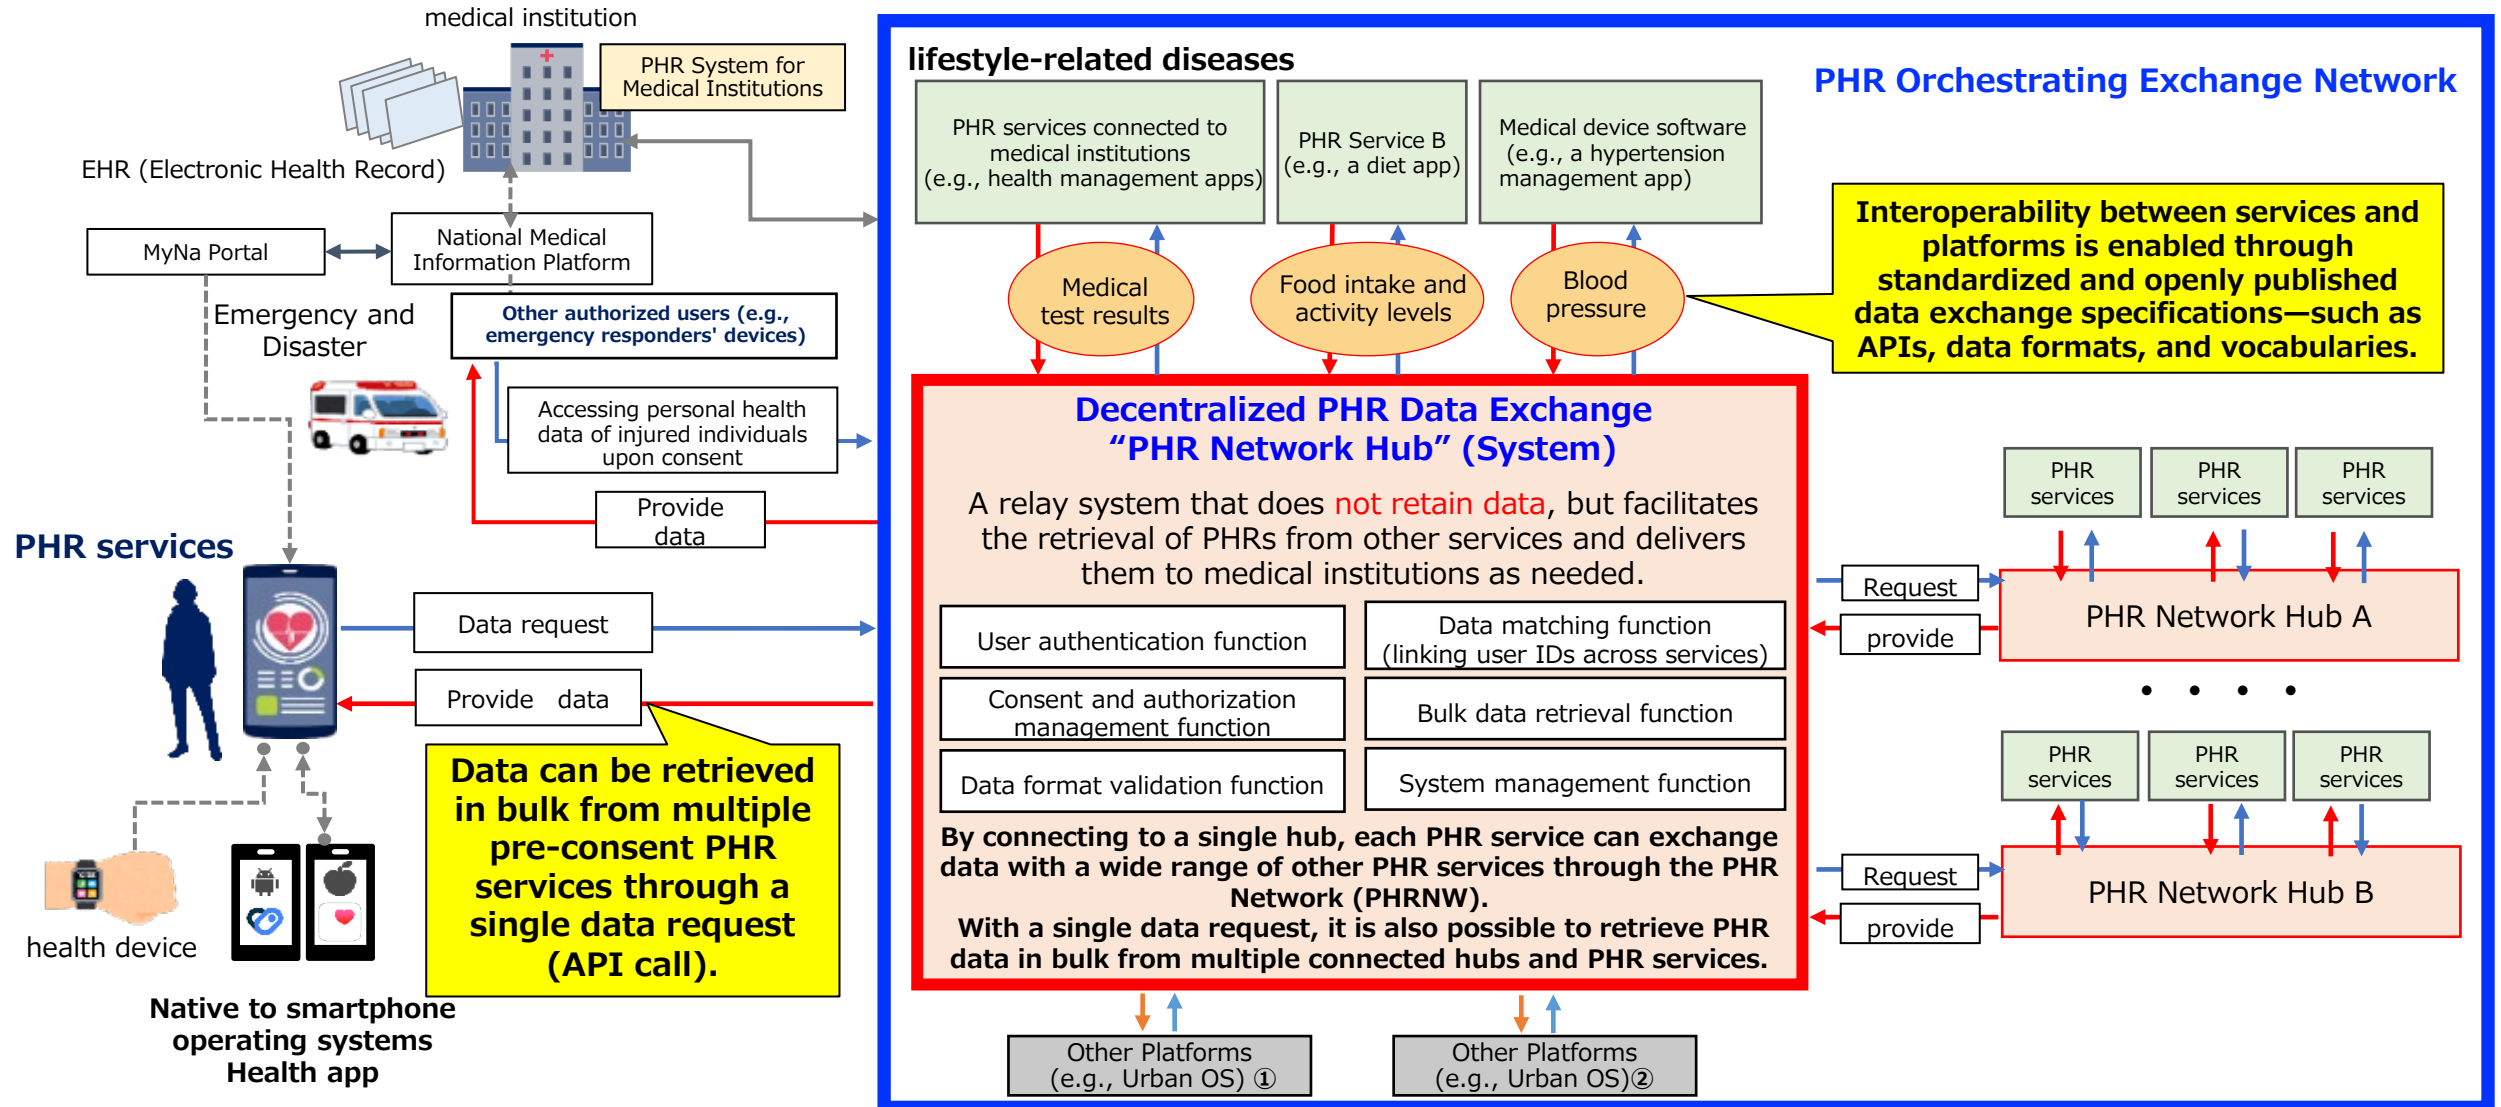 medical institution
PHR System for
Medical Institutions
EHR (Electronic Health Record)
MyNa Portal
National Medical
Information Platform
Emergency and
Disaster
Other authorized users (e.g.,
emergency responders' devices)
Accessing personal health
data of injured individuals
upon consent
Provide
data
PHR services
Data request
Provide data
Data can be retrieved
in bulk from multiple
pre-consent PHR
services through a
single data request
(API call).
health device
Native to smartphone
operating systems
Health app
lifestyle-related diseases
PHR Orchestrating Exchange Network
PHR services connected to
medical institutions
(e.g., health management apps)
PHR Service B
(e.g., a diet app)
Medical device software
(e.g., a hypertension
management app)
Medical
test results
Food intake and
activity levels
Blood
pressure
Interoperability between services and
platforms is enabled through
standardized and openly published
data exchange specifications—such as
APIs, data formats, and vocabularies.
Decentralized PHR Data Exchange
“PHR Network Hub” (System)
A relay system that does not retain data, but facilitates
the retrieval of PHRs from other services and delivers
them to medical institutions as needed.
User authentication function
Data matching function
(linking user IDs across services)
Consent and authorization
management function
Bulk data retrieval function
Data format validation function
System management function
By connecting to a single hub, each PHR service can exchange
data with a wide range of other PHR services through the PHR
Network (PHRNW).
With a single data request, it is also possible to retrieve PHR
data in bulk from multiple connected hubs and PHR services.
Other Platforms
(e.g., Urban OS) ①
Other Platforms
(e.g., Urban OS)②
PHR
services
PHR
services
PHR
services
Request
provide
PHR Network Hub A
・・・・
PHR
services
PHR
services
PHR
services
Request
provide
PHR Network Hub B